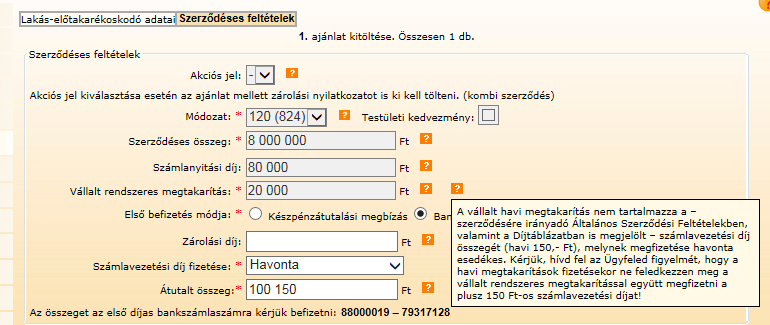 Lakás-előtakarékoskodó adatai Szerződéses feltételek
1. ajánlat kitöltése. Összesen 1 db.
Szerződéses feltételek
Akciós jel: - ?
Akciós jel kiválasztása esetén az ajánlat mellett zárolási nyilatkozatot is ki kell tölteni. (kombi szerződés)
Módozat: * 120 (824) ? Testületi kedvezmény:
Szerződéses összeg: * 8 000 000 Ft ?
Számlanyitási díj: 80 000 Ft ?
Vállalt rendszeres megtakarítás: * 20 000 Ft ? ?
Első befizetés módja: * Készpénzátutalási megbízás Ban
Zárolási díj: Ft ?
Számlavezetési díj fizetése: * Havonta
Átutalt összeg: * 100 150 Ft ?
Az összeget az első díjas bankszámlaszámra kérjük befizetni: 88000019 – 79317128
A vállalt havi megtakarítás nem tartalmazza a –
szerződésére irányadó Általános Szerződési Feltételekben,
valamint a Díjtáblázatban is megjelölt – számlavezetési díj
összegét (havi 150,- Ft), melynek megfizetése havonta
esedékes. Kérjük, hívd fel az Ügyfeled figyelmét, hogy a
havi megtakarítások fizetésekor ne feledkezzen meg a
vállalt rendszeres megtakarítással együtt megfizetni a
plusz 150 Ft-os számlavezetési díjat!